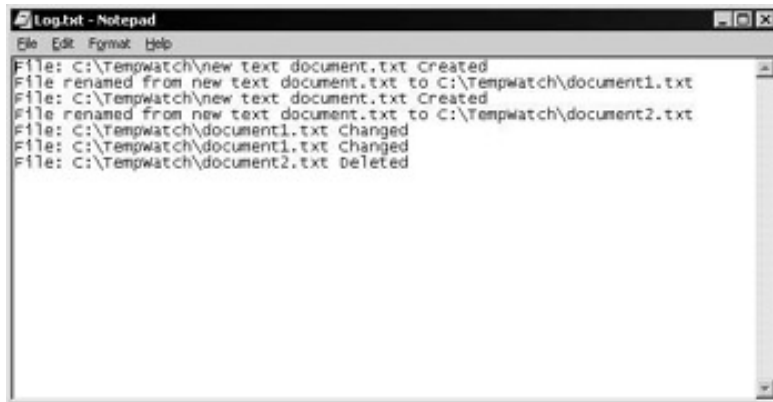 Log.txt - Notepad
File Edit Format Help
File: C:\TempWatch\new text document.txt Created
File renamed from new text document.txt to C:\TempWatch\document1.txt
File: C:\TempWatch\new text document.txt Created
File renamed from new text document.txt to C:\TempWatch\document2.txt
File: C:\TempWatch\document1.txt Changed
File: C:\TempWatch\document1.txt Changed
File: C:\TempWatch\document2.txt Deleted